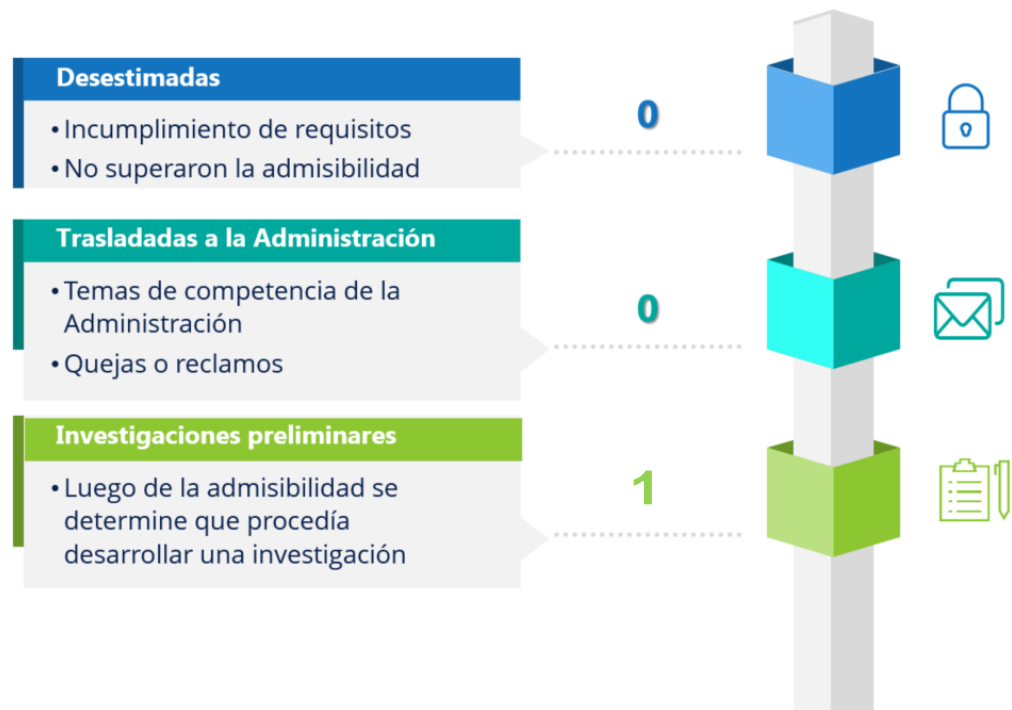 Desestimadas
• Incumplimiento de requisitos
• No superaron la admisibilidad
0
Trasladadas a la Administración
• Temas de competencia de la
Administración
• Quejas o reclamos
0
Investigaciones preliminares
• Luego de la admisibilidad se
determine que procedía
desarrollar una investigación
1